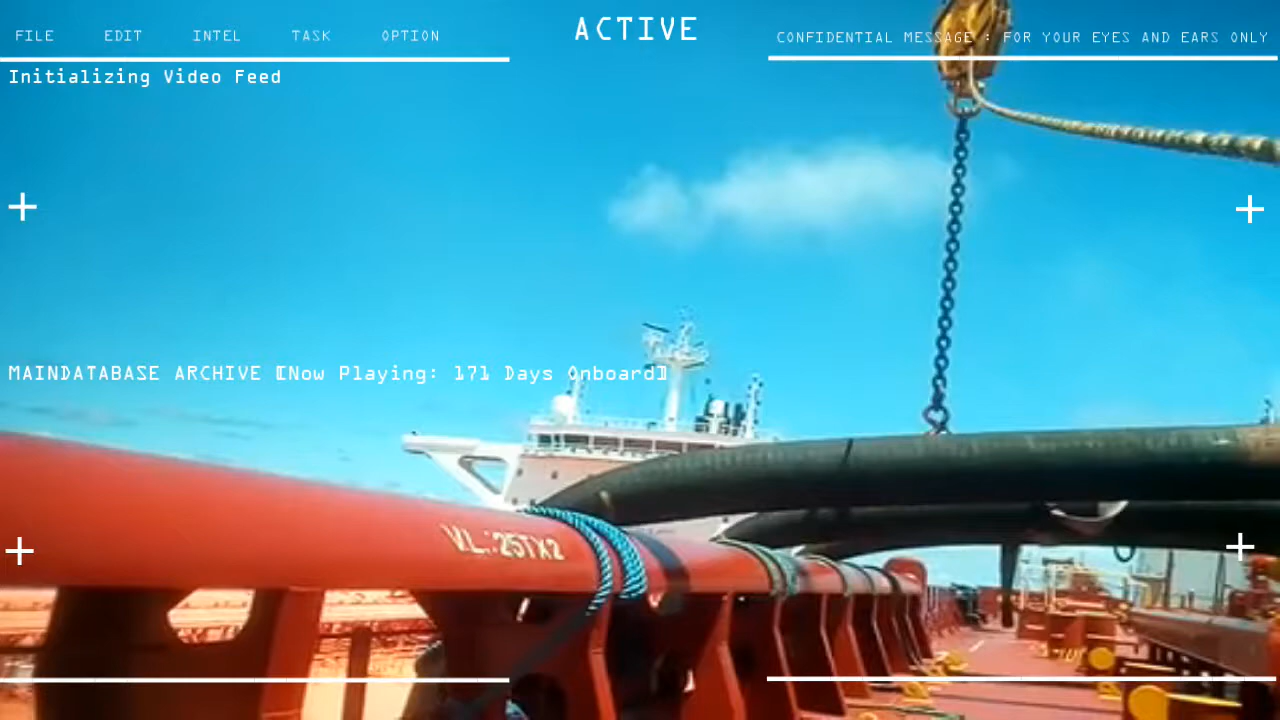 FILE EDIT INTEL TASK OPTION
ACTIVE
CONFIDENTIAL MESSAGE : FOR YOUR EYES AND EARS ONLY
Initializing Video Feed
MAINDATABASE ARCHIVE [Now Playing: 171 Days Onboard]
V.L.:25TX2